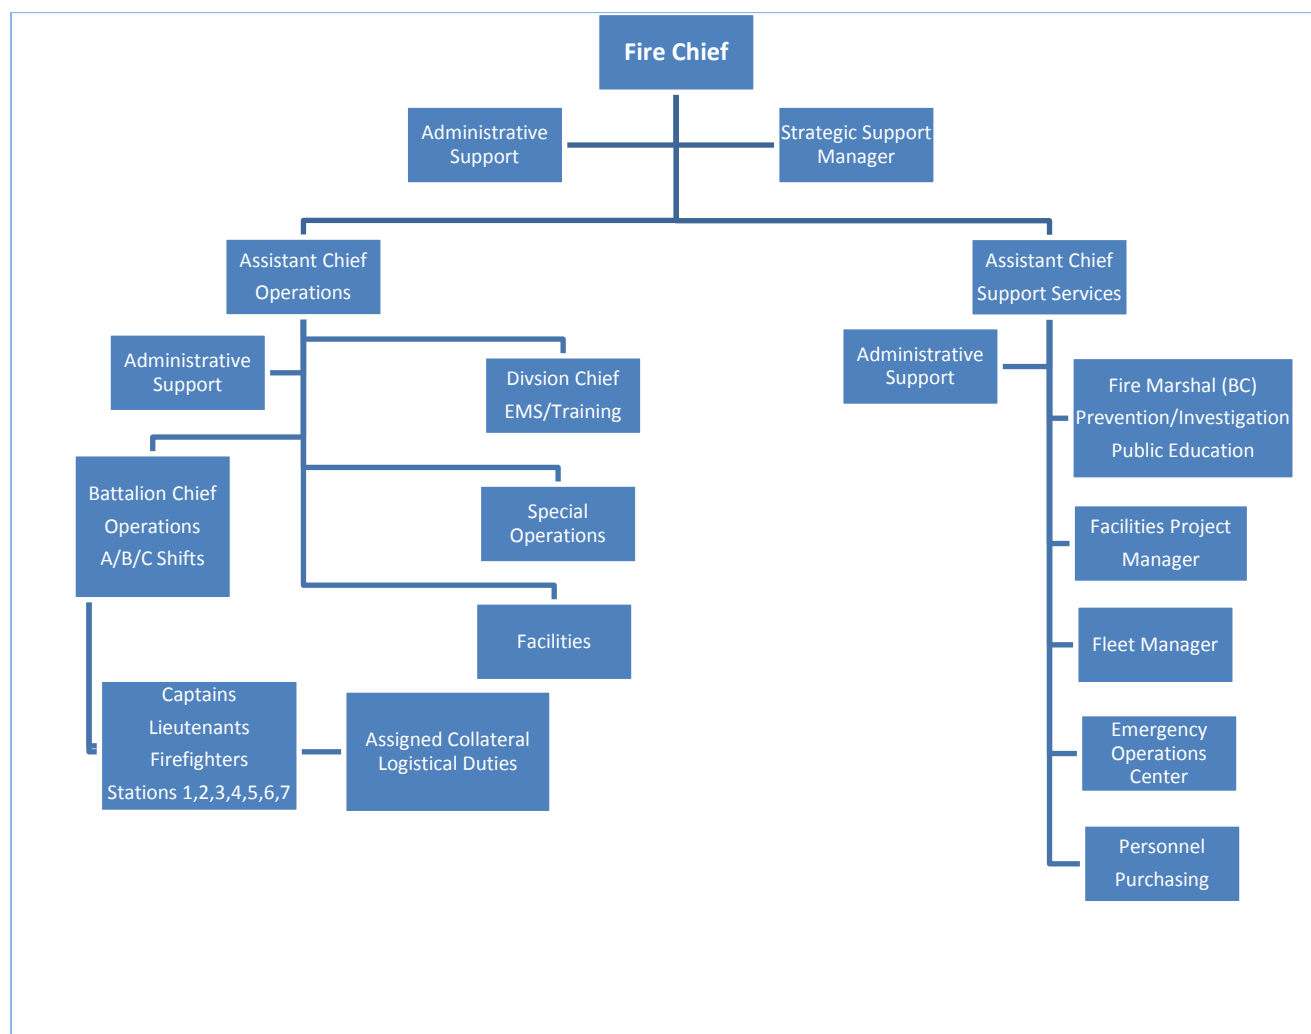 Fire Chief
Administrative
Support
Strategic Support
Manager
Assistant Chief
Operations
Assistant Chief
Support Services
Administrative
Support
Divsion Chief
EMS/Training
Administrative
Support
Fire Marshal (BC)
Prevention/Investigation
Public Education
Battalion Chief
Operations
A/B/C Shifts
Special
Operations
Facilities Project
Manager
Facilities
Fleet Manager
Captains
Lieutenants
Firefighters
Stations 1,2,3,4,5,6,7
Assigned Collateral
Logistical Duties
Emergency
Operations
Center
Personnel
Purchasing